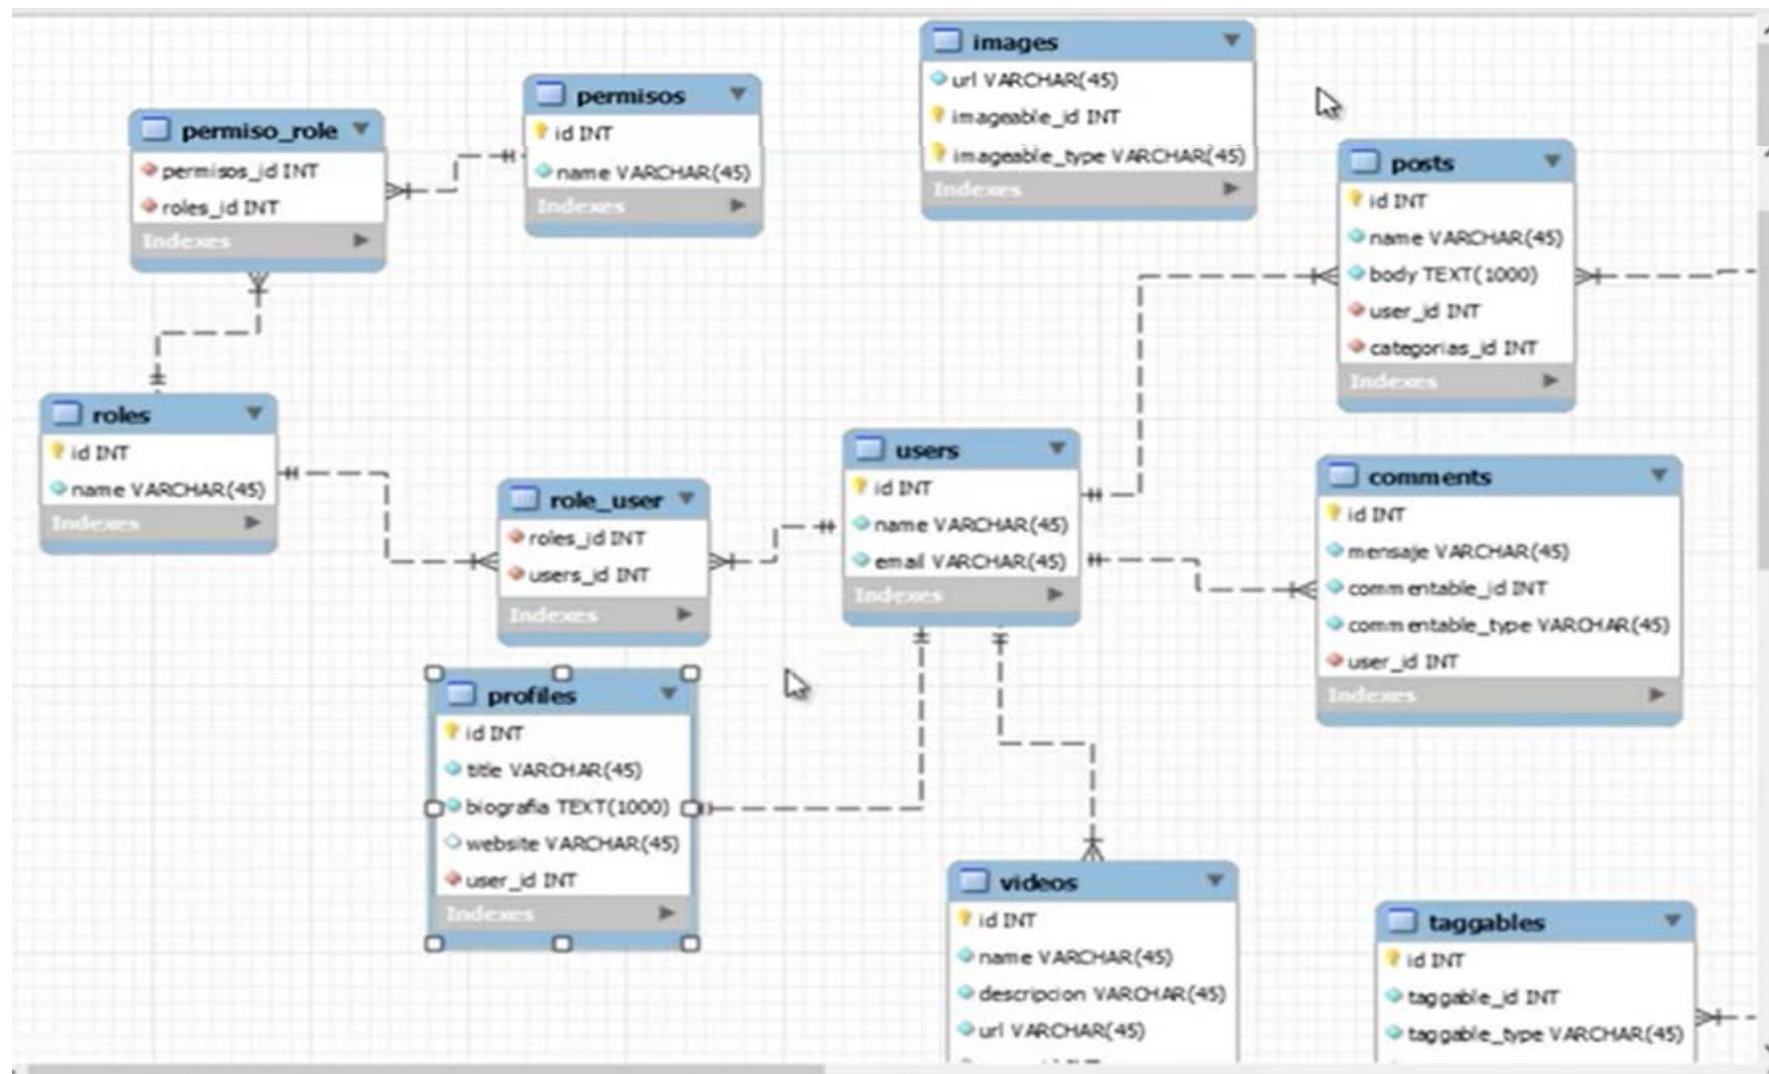 images
url VARCHAR(45)
imageable_id INT
imageable_type VARCHAR(45)
Indexes
permisos
id INT
name VARCHAR(45)
Indexes
permiso_role
permisos_id INT
roles_id INT
Indexes
posts
id INT
name VARCHAR(45)
body TEXT(1000)
user_id INT
categorias_id INT
Indexes
roles
id INT
name VARCHAR(45)
Indexes
role_user
roles_id INT
users_id INT
Indexes
users
id INT
name VARCHAR(45)
email VARCHAR(45)
Indexes
comments
id INT
mensaje VARCHAR(45)
commentable_id INT
commentable_type VARCHAR(45)
user_id INT
Indexes
profiles
id INT
title VARCHAR(45)
biografia TEXT(1000)
website VARCHAR(45)
user_id INT
Indexes
videos
id INT
name VARCHAR(45)
descripcion VARCHAR(45)
url VARCHAR(45)
taggables
id INT
taggable_id INT
taggable_type VARCHAR(45)